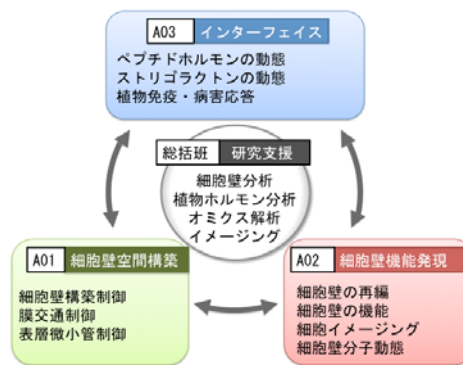 A03 インターフェイス
ペプチドホルモンの動態
ストリゴラクトンの動態
植物免疫・病害応答
総括班 研究支援
細胞壁分析
植物ホルモン分析
オミクス解析
イメージング
A01 細胞壁空間構築
細胞壁構築制御
膜交通制御
表層微小管制御
A02 細胞壁機能発現
細胞壁の再編
細胞壁の機能
細胞イメージング
細胞壁分子動態